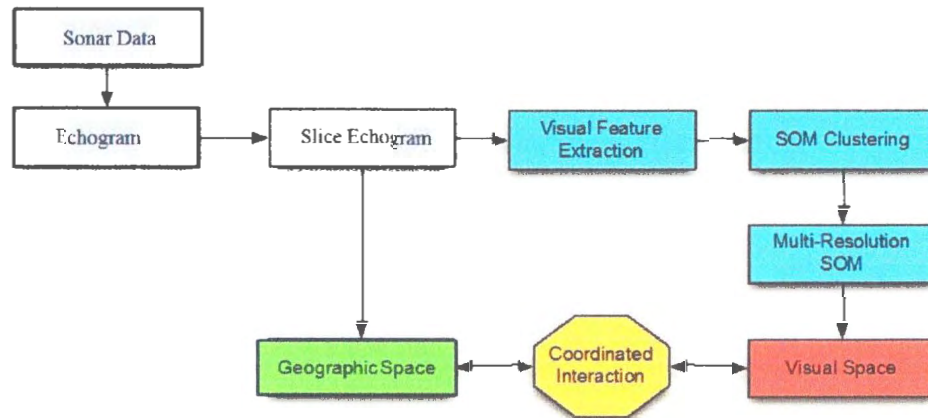 Sonar Data
Echogram
Slice Echogram
Visual Feature
Extraction
SOM Clustering
Multi-Resolution
SOM
Geographic Space
Coordinated
Interaction
Visual Space